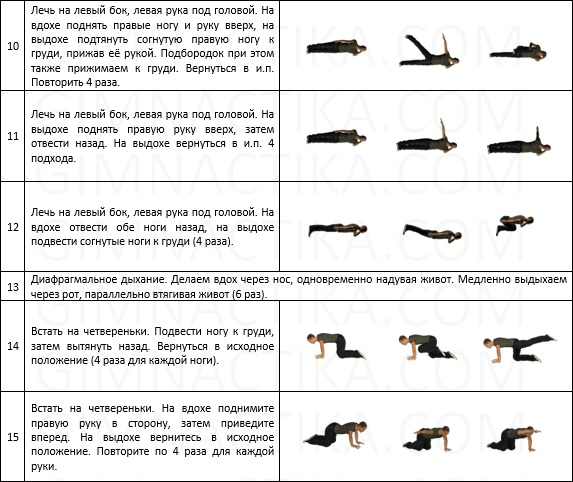 10
Лечь на левый бок, левая рука под головой. На
вдохе поднять правые ногу и руку вверх, на
выдохе подтянуть согнутую правую ногу к
груди, прижав её рукой. Подбородок при этом
также прижимаем к груди. Вернуться в и.п.
Повторить 4 раза.
11
Лечь на левый бок, левая рука под головой. На
выдохе поднять правую руку вверх, затем
отвести назад. На выдохе вернуться в и.п. 4
подхода.
12
Лечь на левый бок, левая рука под головой. На
вдохе отвести обе ноги назад, на выдохе
подвести согнутые ноги к груди (4 раза).
13
Диафрагмальное дыхание. Делаем вдох через нос, одновременно надувая живот. Медленно выдыхаем
через рот, параллельно втягивая живот (6 раз).
14
Встать на четвереньки. Подвести ногу к груди,
затем вытянуть назад. Вернуться в исходное
положение (4 раза для каждой ноги).
15
Встать на четвереньки. На вдохе поднимите
правую руку в сторону, затем приведите
вперед. На выдохе вернитесь в исходное
положение. Повторите по 4 раза для каждой
руки.
GIMNACTIKA.COM